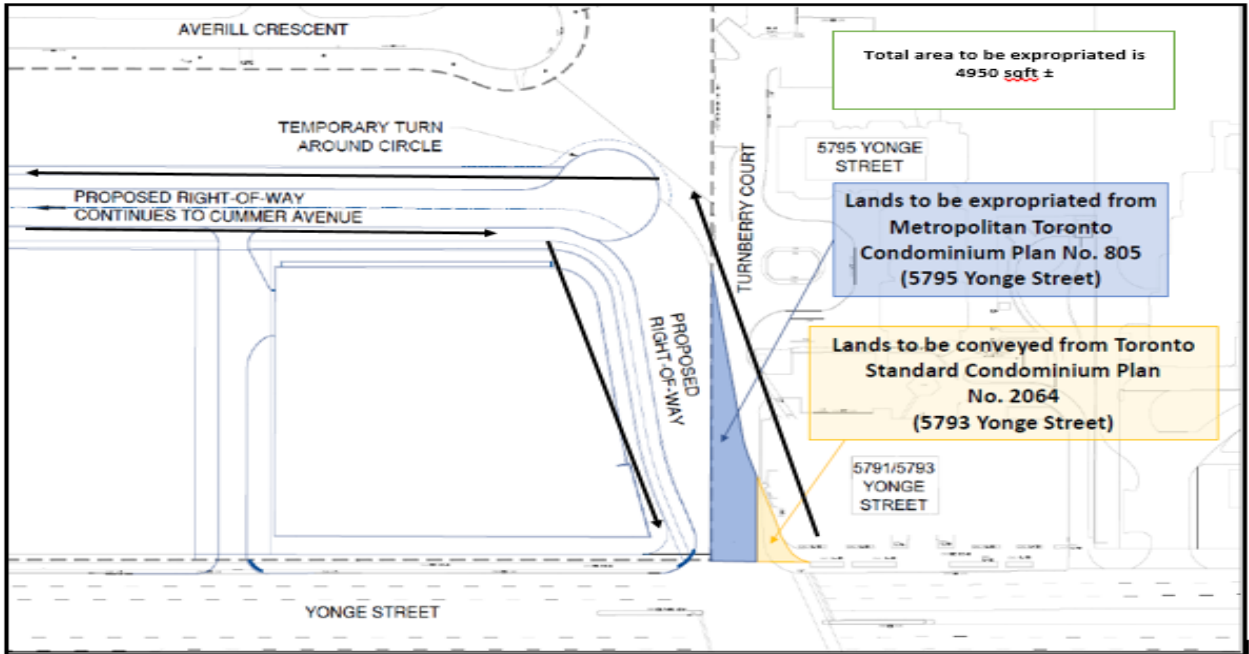 AVERILL CRESCENT
Total area to be expropriated is
4950 sqft ±
TEMPORARY TURN
AROUND CIRCLE
TURNBERRY COURT
5795 YONGE
STREET
PROPOSED RIGHT-OF-WAY
CONTINUES TO CUMMER AVENUE
Lands to be expropriated from
Metropolitan Toronto
Condominium Plan No. 805
(5795 Yonge Street)
PROPOSED
RIGHT-OF-WAY
Lands to be conveyed from Toronto
Standard Condominium Plan
No. 2064
(5793 Yonge Street)
5791/5793
YONGE
STREET
YONGE STREET